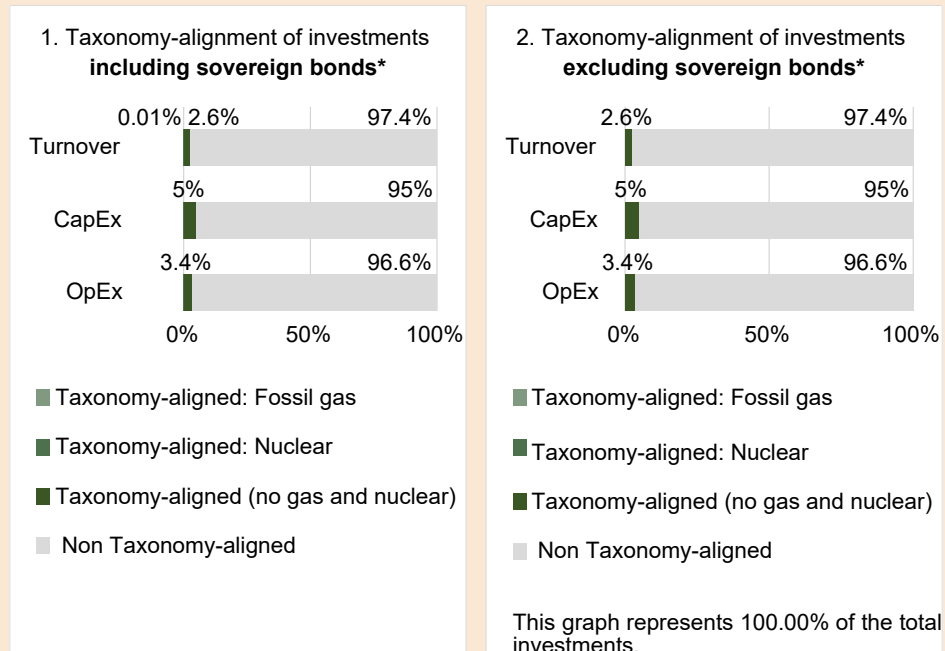 1. Taxonomy-alignment of investments
including sovereign bonds*
0.01% 2.6% 97.4%
Turnover
5% 95%
CapEx
3.4% 96.6%
OpEx
0% 50% 100%
Taxonomy-aligned: Fossil gas
Taxonomy-aligned: Nuclear
Taxonomy-aligned (no gas and nuclear)
Non Taxonomy-aligned
2. Taxonomy-alignment of investments
excluding sovereign bonds*
2.6% 97.4%
Turnover
5% 95%
CapEx
3.4% 96.6%
OpEx
0% 50% 100%
Taxonomy-aligned: Fossil gas
Taxonomy-aligned: Nuclear
Taxonomy-aligned (no gas and nuclear)
Non Taxonomy-aligned
This graph represents 100.00% of the total
investments.